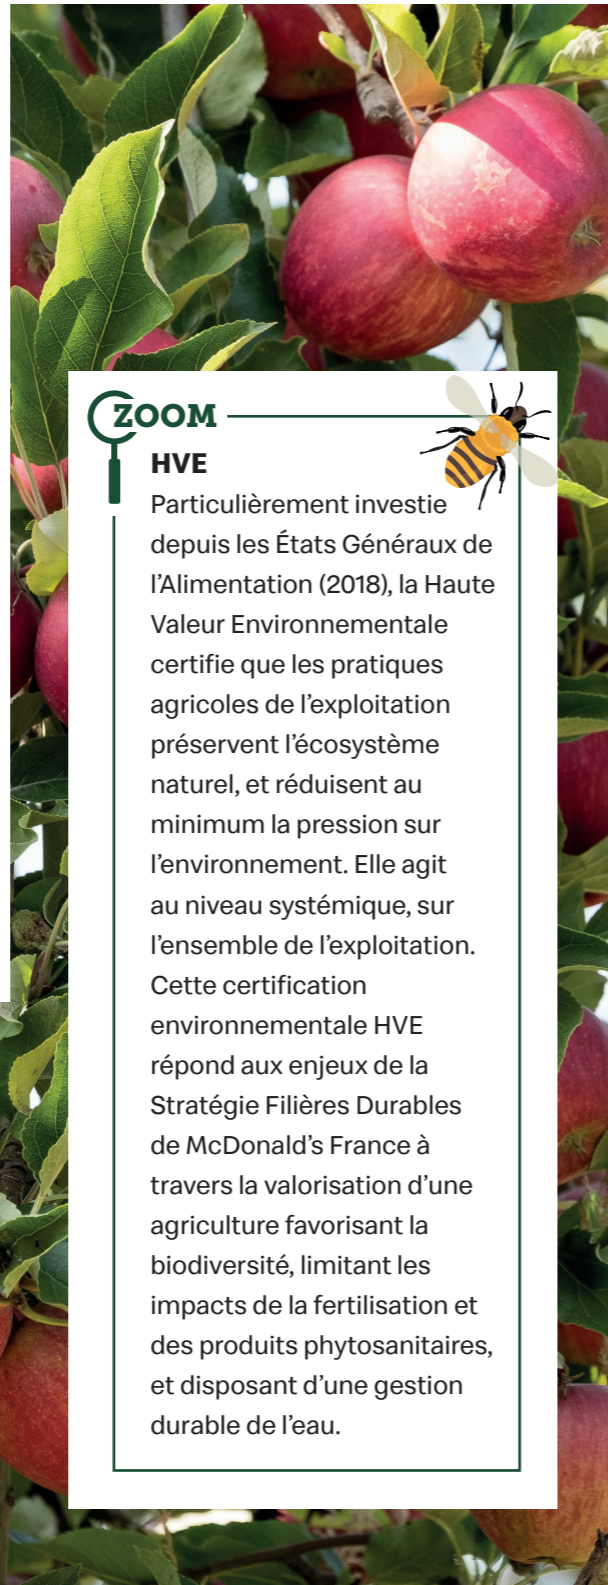 ZOOM
HVE
Particulièrement investie
depuis les États Généraux de
l’Alimentation (2018), la Haute
Valeur Environnementale
certifie que les pratiques
agricoles de l’exploitation
préservent l’écosystème
naturel, et réduisent au
minimum la pression sur
l’environnement. Elle agit
au niveau systémique, sur
l’ensemble de l’exploitation.
Cette certification
environnementale HVE
répond aux enjeux de la
Stratégie Filières Durables
de McDonald’s France à
travers la valorisation d’une
agriculture favorisant la
biodiversité, limitant les
impacts de la fertilisation et
des produits phytosanitaires,
et disposant d’une gestion
durable de l’eau.